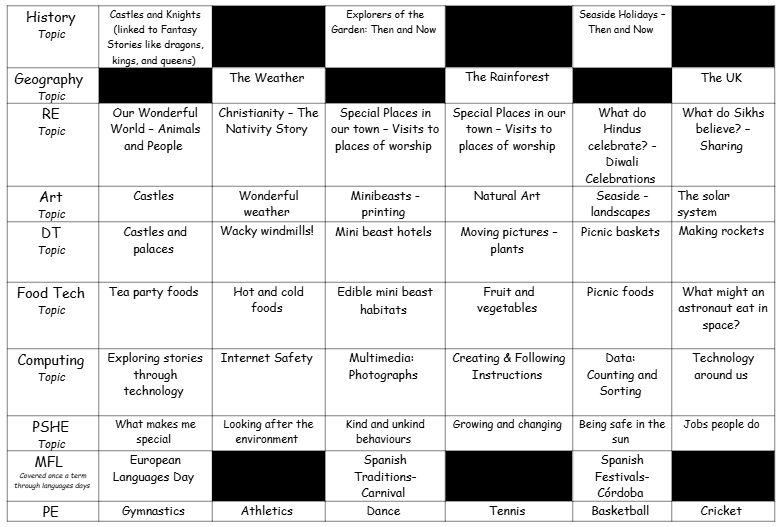 History
Topic
Castles and Knights
(linked to Fantasy
Stories like dragons,
kings, and queens)
Explorers of the
Garden: Then and Now
Seaside Holidays –
Then and Now
Geography
Topic
The Weather
The Rainforest
The UK
RE
Topic
Our Wonderful
World – Animals
and People
Christianity – The
Nativity Story
Special Places in
our town – Visits to
places of worship
Special Places in our
town – Visits to
places of worship
What do
Hindus
celebrate? -
Diwali
Celebrations
What do Sikhs
believe? –
Sharing
Art
Topic
Castles
Wonderful
weather
Minibeasts -
printing
Natural Art
Seaside -
landscapes
The solar
system
DT
Topic
Castles and
palaces
Wacky windmills!
Mini beast hotels
Moving pictures –
plants
Picnic baskets
Making rockets
Food Tech
Topic
Tea party foods
Hot and cold
foods
Edible mini beast
habitats
Fruit and
vegetables
Picnic foods
What might an
astronaut eat in
space?
Computing
Topic
Exploring stories
through
technology
Internet Safety
Multimedia:
Photographs
Creating & Following
Instructions
Data:
Counting and
Sorting
Technology
around us
PSHE
Topic
What makes me
special
Looking after the
environment
Kind and unkind
behaviours
Growing and changing
Being safe in the
sun
Jobs people do
MFL
Covered once a term
through languages days
European
Languages Day
Spanish
Traditions-
Carnival
Spanish
Festivals-
Córdoba
PE
Gymnastics
Athletics
Dance
Tennis
Basketball
Cricket